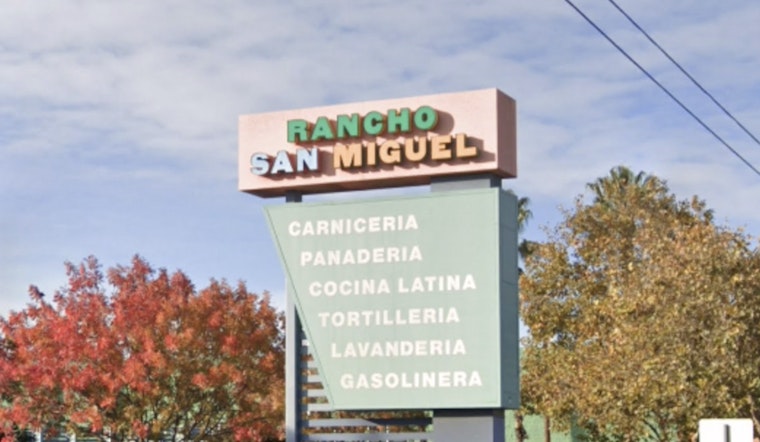 RANCHO
SAN MIGUEL
CARNICERIA
PANADERIA
COCINA LATINA
TORTILLERIA
LAVANDERIA
GASOLINERA